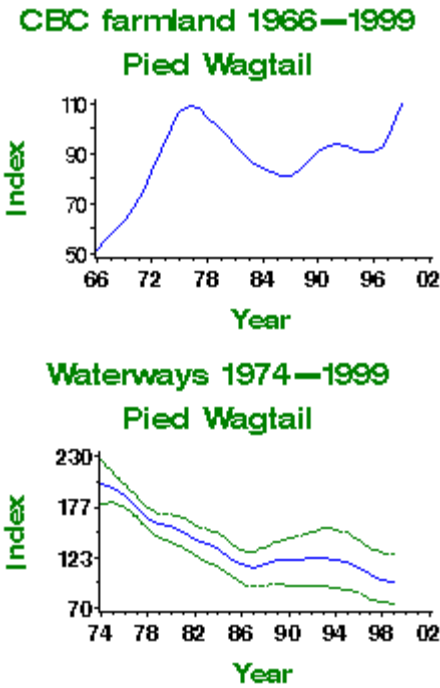 CBC farmland 1966—1999
Pied Wagtail
110
90
70
50
Index
66 72 78 84 90 96 02
Year
Waterways 1974—1999
Pied Wagtail
230
177
123
70
Index
74 78 82 86 90 94 98 02
Year